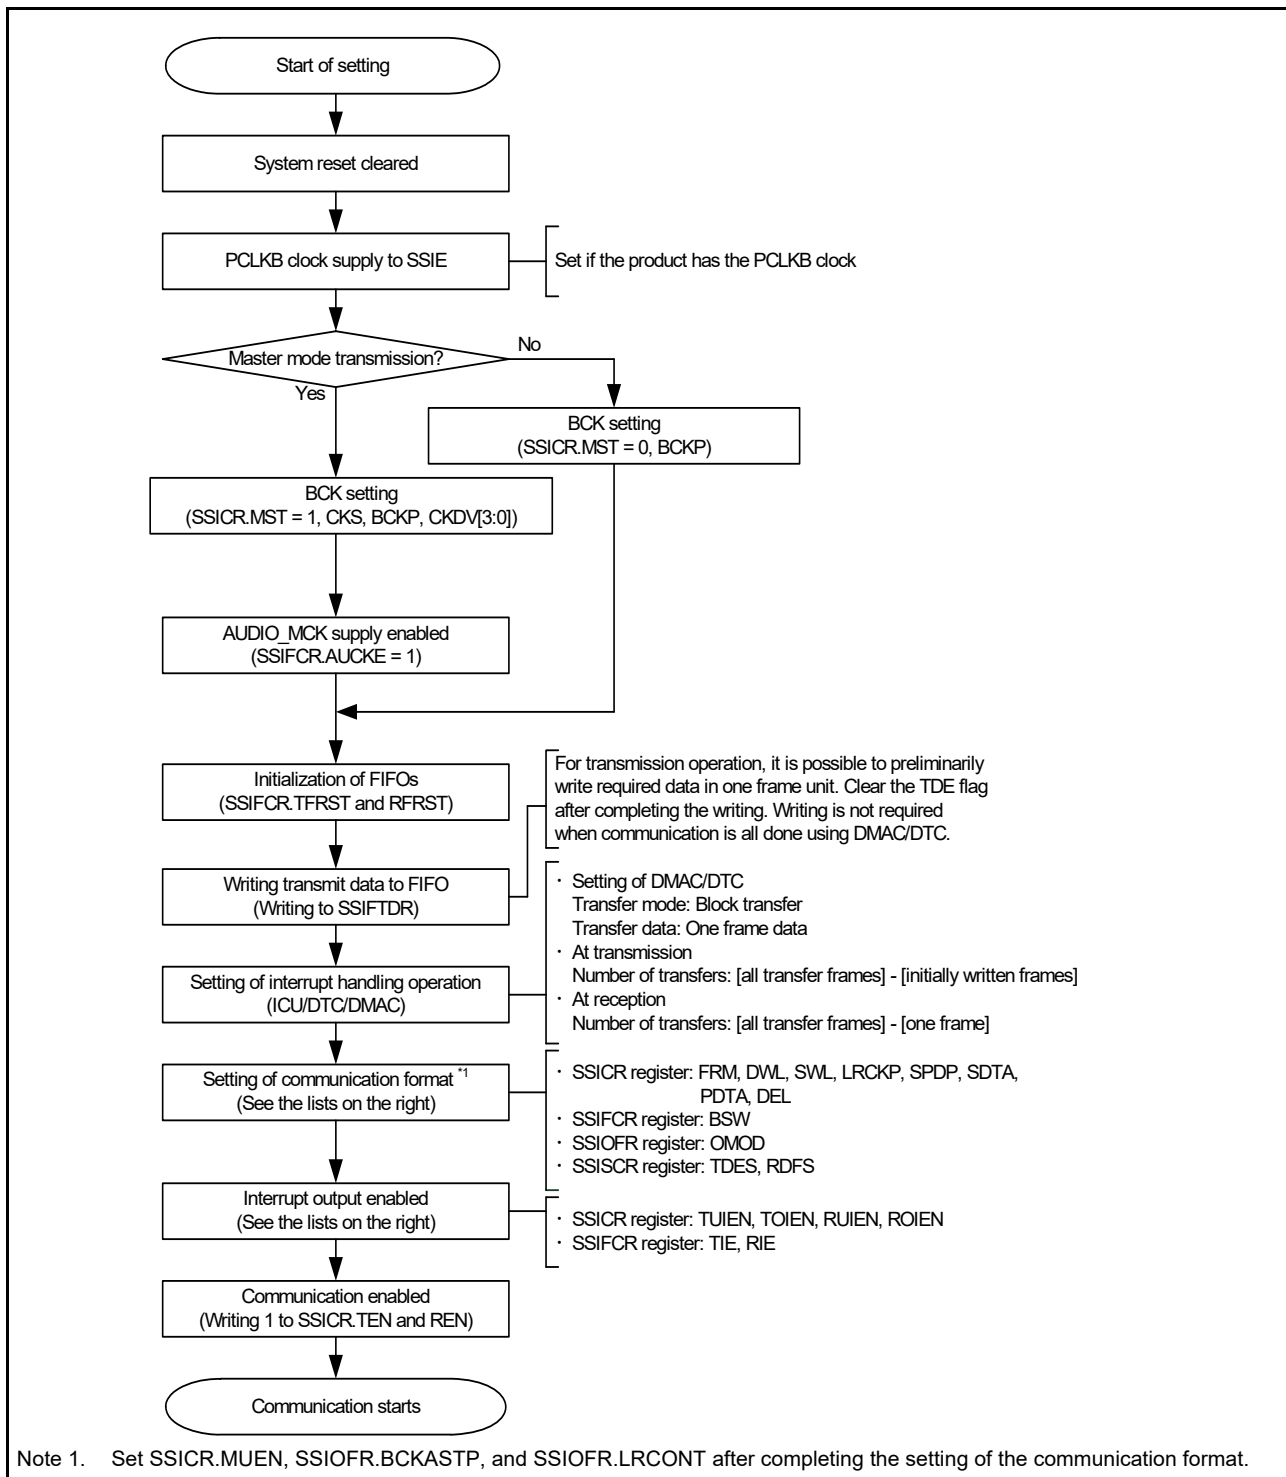 Start of setting
System reset cleared
PCLKB clock supply to SSIE
Set if the product has the PCLKB clock
Master mode transmission?
No
Yes
BCK setting
(SSICR.MST = 0, BCKP)
BCK setting
(SSICR.MST = 1, CKS, BCKP, CKDV[3:0])
AUDIO_MCK supply enabled
(SSIFCR.AUCKE = 1)
Initialization of FIFOs
(SSIFCR.TFRST and RFRST)
For transmission operation, it is possible to preliminarily
write required data in one frame unit. Clear the TDE flag
after completing the writing. Writing is not required
when communication is all done using DMAC/DTC.
Writing transmit data to FIFO
(Writing to SSIFTDR)
Setting of interrupt handling operation
(ICU/DTC/DMAC)
· Setting of DMAC/DTC
Transfer mode: Block transfer
Transfer data: One frame data
· At transmission
Number of transfers: [all transfer frames] - [initially written frames]
· At reception
Number of transfers: [all transfer frames] - [one frame]
Setting of communication format *1
(See the lists on the right)
· SSICR register: FRM, DWL, SWL, LRCKP, SPDP, SDTA,
PDTA, DEL
· SSIFCR register: BSW
· SSIOFR register: OMOD
· SSISCR register: TDES, RDFS
Interrupt output enabled
(See the lists on the right)
· SSICR register: TUIEN, TOIEN, RUIEN, ROIEN
· SSIFCR register: TIE, RIE
Communication enabled
(Writing 1 to SSICR.TEN and REN)
Communication starts
Note 1. Set SSICR.MUEN, SSIOFR.BCKASTP, and SSIOFR.LRCONT after completing the setting of the communication format.